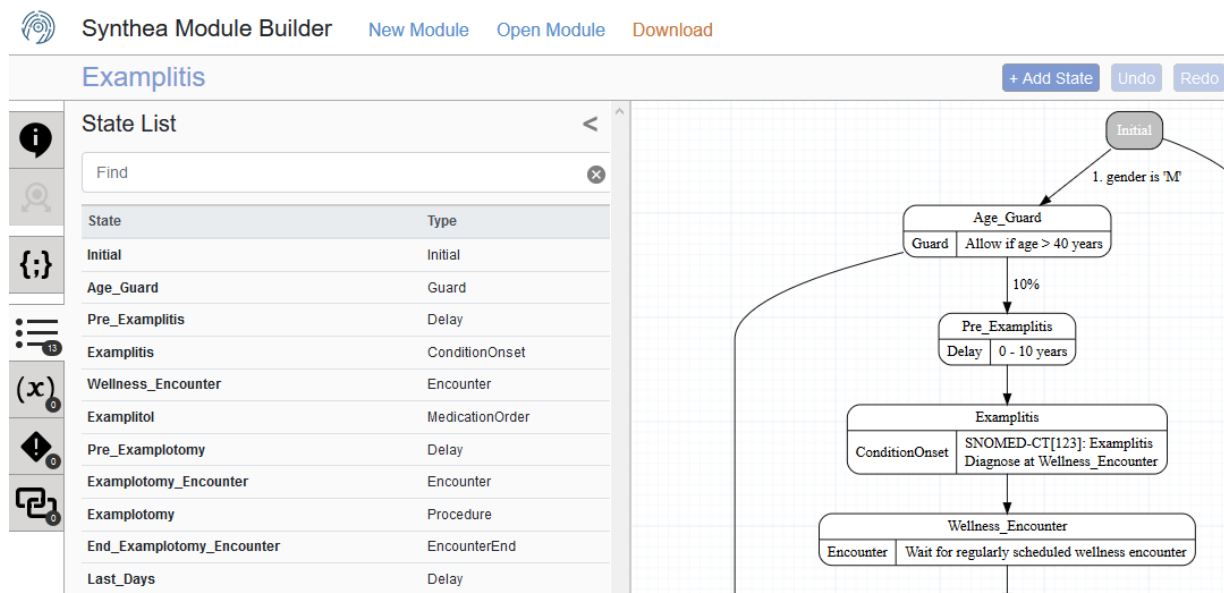 Synthea Module Builder New Module Open Module Download
Examplitis + Add State Undo Redo
State List <
Find
State Type
Initial Initial
Age_Guard Guard
Pre_Examplitis Delay
Examplitis ConditionOnset
Wellness_Encounter Encounter
Examplitol MedicationOrder
Pre_Examplotomy Delay
Examplotomy_Encounter Encounter
Examplotomy Procedure
End_Examplotomy_Encounter EncounterEnd
Last_Days Delay
{;}
13
(x)
0
0
0
Initial
1. gender is 'M'
Age_Guard
Guard Allow if age > 40 years
10%
Pre_Examplitis
Delay 0 - 10 years
Examplitis
ConditionOnset SNOMED-CT[123]: Examplitis
Diagnose at Wellness_Encounter
Wellness_Encounter
Encounter Wait for regularly scheduled wellness encounter